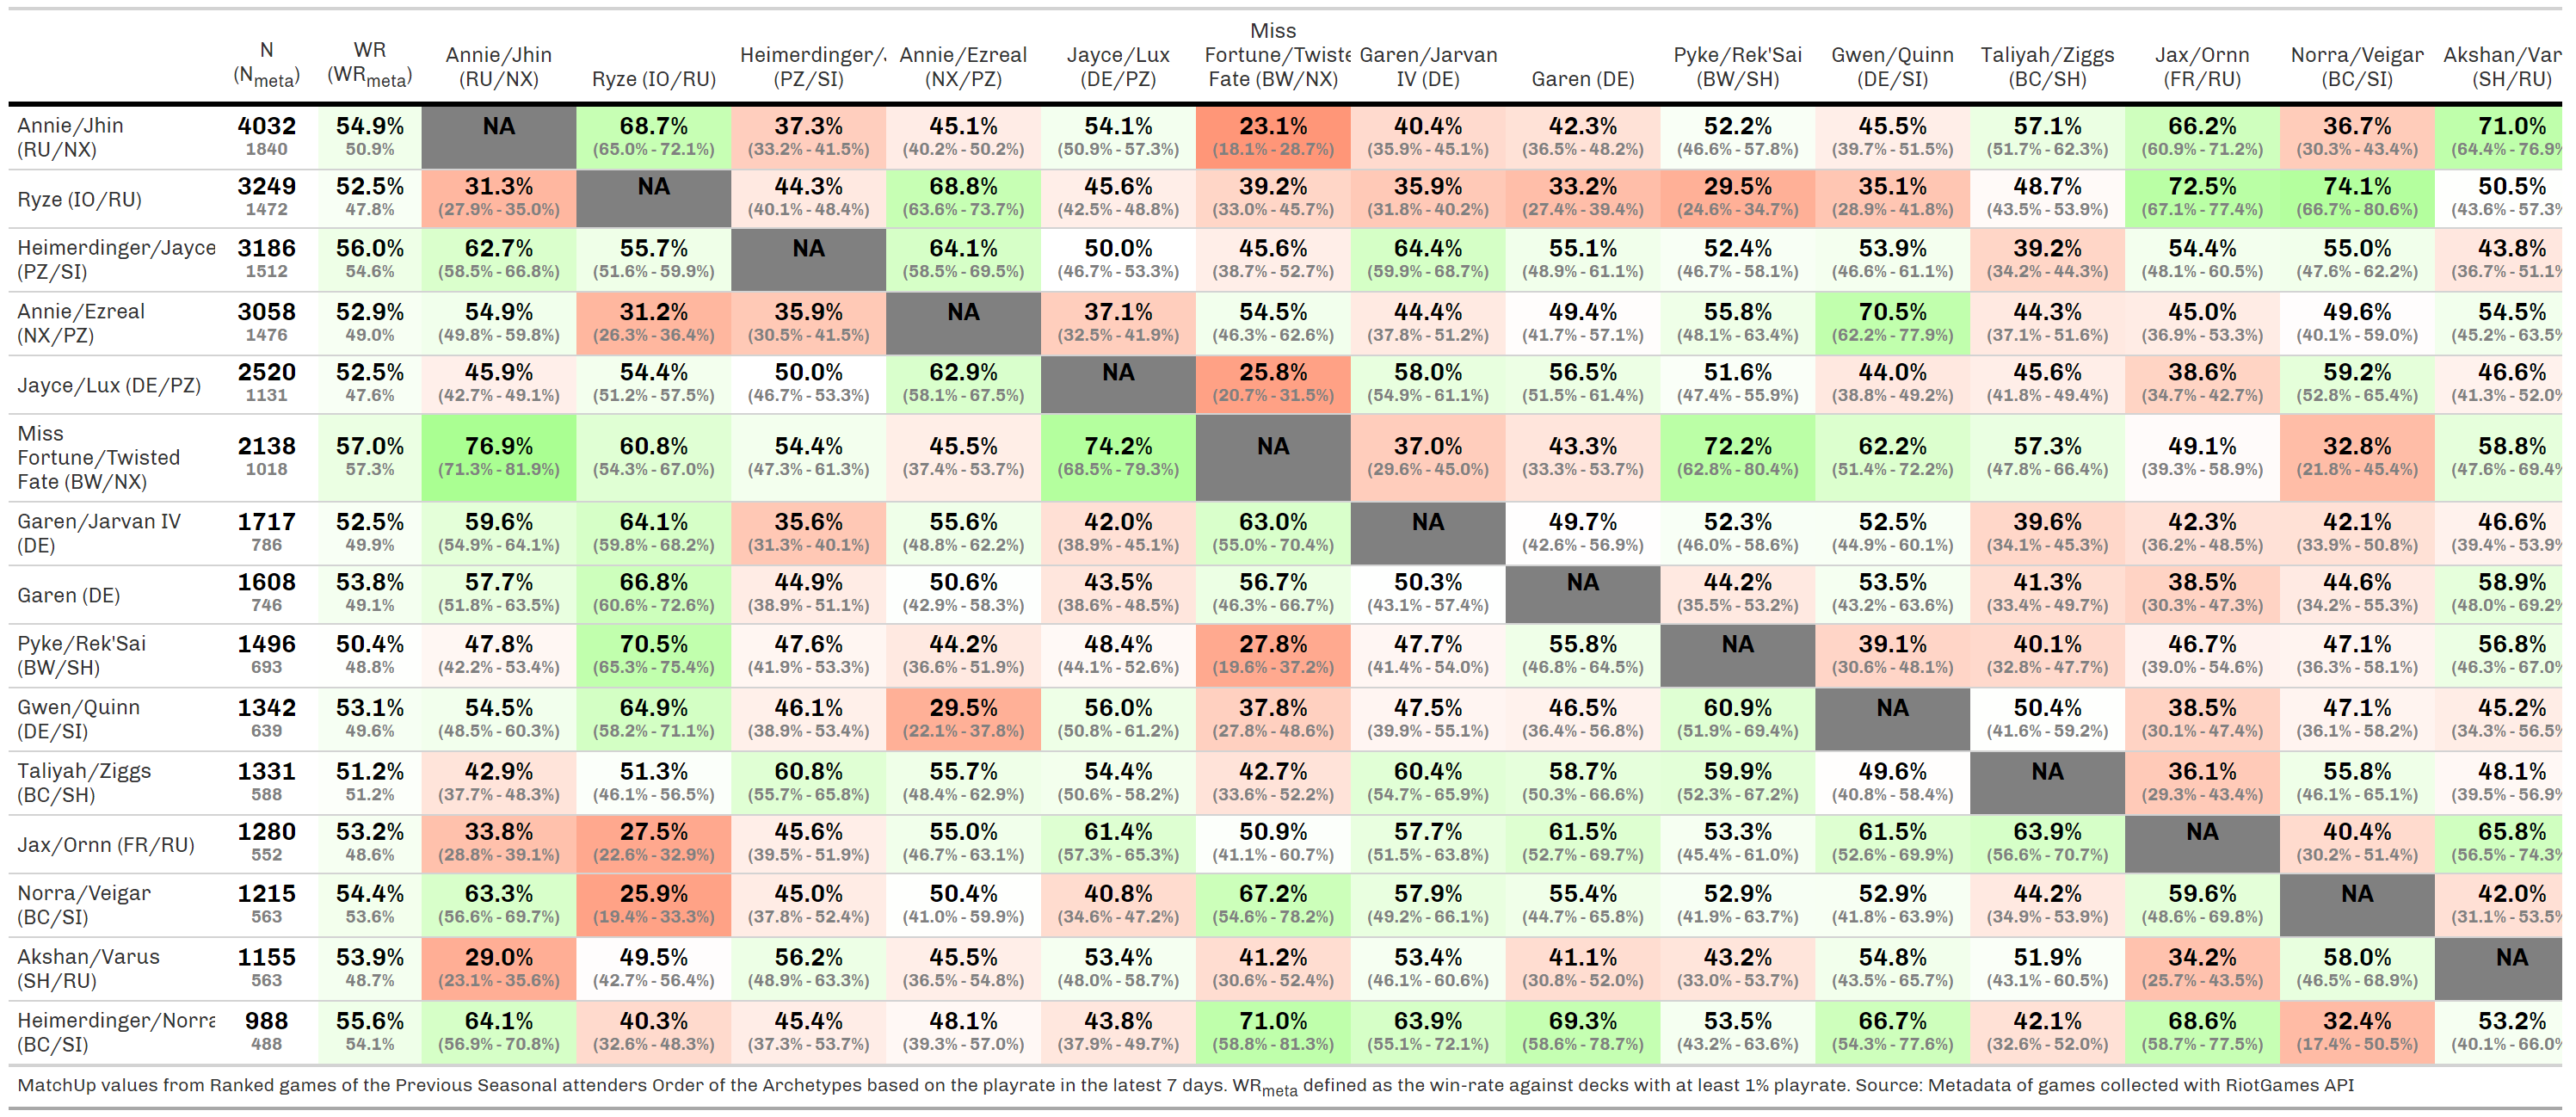 N (N_meta) WR (WR_meta) Annie/Jhin (RU/NX) Ryze (IO/RU) Heimerdinger/J (PZ/SI) Annie/Ezreal (NX/PZ) Jayce/Lux (DE/PZ) Miss Fortune/Twiste Fate (BW/NX) Garen/Jarvan IV (DE) Garen (DE) Pyke/Rek'Sai (BW/SH) Gwen/Quinn (DE/SI) Taliyah/Ziggs (BC/SH) Jax/Ornn (FR/RU) Norra/Veigar (BC/SI) Akshan/Var (SH/RU)
Annie/Jhin 4032 54.9% NA 68.7% 37.3% 45.1% 54.1% 23.1% 40.4% 42.3% 52.2% 45.5% 57.1% 66.2% 36.7% 71.0%
(RU/NX) 1840 50.9% (65.0% - 72.1%) (33.2% - 41.5%) (40.2% - 50.2%) (50.9% - 57.3%) (18.1% - 28.7%) (35.9% - 45.1%) (36.5% - 48.2%) (46.6% - 57.8%) (39.7% - 51.5%) (51.7% - 62.3%) (60.9% - 71.2%) (30.3% - 43.4%) (64.4% - 76.9%
Ryze (IO/RU) 3249 52.5% 31.3% NA 44.3% 68.8% 45.6% 39.2% 35.9% 33.2% 29.5% 35.1% 48.7% 72.5% 74.1% 50.5%
1472 47.8% (27.9% - 35.0%) (40.1% - 48.4%) (63.6% - 73.7%) (42.5% - 48.8%) (33.0% - 45.7%) (31.8% - 40.2%) (27.4% - 39.4%) (24.6% - 34.7%) (28.9% - 41.8%) (43.5% - 53.9%) (67.1% - 77.4%) (66.7% - 80.6%) (43.6% - 57.3%
Heimerdinger/Jayce 3186 56.0% 62.7% 55.7% NA 64.1% 50.0% 45.6% 64.4% 55.1% 52.4% 53.9% 39.2% 54.4% 55.0% 43.8%
(PZ/SI) 1512 54.6% (58.5% - 66.8%) (51.6% - 59.9%) (58.5% - 69.5%) (46.7% - 53.3%) (38.7% - 52.7%) (59.9% - 68.7%) (48.9% - 61.1%) (46.7% - 58.1%) (46.6% - 61.1%) (34.2% - 44.3%) (48.1% - 60.5%) (47.6% - 62.2%) (36.7% - 51.1%
Annie/Ezreal 3058 52.9% 54.9% 31.2% 35.9% NA 37.1% 54.5% 44.4% 49.4% 55.8% 70.5% 44.3% 45.0% 49.6% 54.5%
(NX/PZ) 1476 49.0% (49.8% - 59.8%) (26.3% - 36.4%) (30.5% - 41.5%) (32.5% - 41.9%) (46.3% - 62.6%) (37.8% - 51.2%) (41.7% - 57.1%) (48.1% - 63.4%) (62.2% - 77.9%) (37.1% - 51.6%) (36.9% - 53.3%) (40.1% - 59.0%) (45.2% - 63.5%
Jayce/Lux (DE/PZ) 2520 52.5% 45.9% 54.4% 50.0% 62.9% NA 25.8% 58.0% 56.5% 51.6% 44.0% 45.6% 38.6% 59.2% 46.6%
1131 47.6% (42.7% - 49.1%) (51.2% - 57.5%) (46.7% - 53.3%) (58.1% - 67.5%) (20.7% - 31.5%) (54.9% - 61.1%) (51.5% - 61.4%) (47.4% - 55.9%) (38.8% - 49.2%) (41.8% - 49.4%) (34.7% - 42.7%) (52.8% - 65.4%) (41.3% - 52.0%
Miss
Fortune/Twisted 2138 57.0% 76.9% 60.8% 54.4% 45.5% 74.2% NA 37.0% 43.3% 72.2% 62.2% 57.3% 49.1% 32.8% 58.8%
Fate (BW/NX) 1018 57.3% (71.3% - 81.9%) (54.3% - 67.0%) (47.3% - 61.3%) (37.4% - 53.7%) (68.5% - 79.3%) (29.6% - 45.0%) (33.3% - 53.7%) (62.8% - 80.4%) (51.4% - 72.2%) (47.8% - 66.4%) (39.3% - 58.9%) (21.8% - 45.4%) (47.6% - 69.4%
Garen/Jarvan IV 1717 52.5% 59.6% 64.1% 35.6% 55.6% 42.0% 63.0% NA 49.7% 52.3% 52.5% 39.6% 42.3% 42.1% 46.6%
(DE) 786 49.9% (54.9% - 64.1%) (59.8% - 68.2%) (31.3% - 40.1%) (48.8% - 62.2%) (38.9% - 45.1%) (55.0% - 70.4%) (42.6% - 56.9%) (46.0% - 58.6%) (44.9% - 60.1%) (34.1% - 45.3%) (36.2% - 48.5%) (33.9% - 50.8%) (39.4% - 53.9%
Garen (DE) 1608 53.8% 57.7% 66.8% 44.9% 50.6% 43.5% 56.7% 50.3% NA 44.2% 53.5% 41.3% 38.5% 44.6% 58.9%
746 49.1% (51.8% - 63.5%) (60.6% - 72.6%) (38.9% - 51.1%) (42.9% - 58.3%) (38.6% - 48.5%) (46.3% - 66.7%) (43.1% - 57.4%) (35.5% - 53.2%) (43.2% - 63.6%) (33.4% - 49.7%) (30.3% - 47.3%) (34.2% - 55.3%) (48.0% - 69.2%
Pyke/Rek'Sai 1496 50.4% 47.8% 70.5% 47.6% 44.2% 48.4% 27.8% 47.7% 55.8% NA 39.1% 40.1% 46.7% 47.1% 56.8%
(BW/SH) 693 48.8% (42.2% - 53.4%) (65.3% - 75.4%) (41.9% - 53.3%) (36.6% - 51.9%) (44.1% - 52.6%) (19.6% - 37.2%) (41.4% - 54.0%) (46.8% - 64.5%) (30.6% - 48.1%) (32.8% - 47.7%) (39.0% - 54.6%) (36.3% - 58.1%) (46.3% - 67.0%
Gwen/Quinn 1342 53.1% 54.5% 64.9% 46.1% 29.5% 56.0% 37.8% 47.5% 46.5% 60.9% NA 50.4% 38.5% 47.1% 45.2%
(DE/SI) 639 49.6% (48.5% - 60.3%) (58.2% - 71.1%) (38.9% - 53.4%) (22.1% - 37.8%) (50.8% - 61.2%) (27.8% - 48.6%) (39.9% - 55.1%) (36.4% - 56.8%) (51.9% - 69.4%) (41.6% - 59.2%) (30.1% - 47.4%) (36.1% - 58.2%) (34.3% - 56.5%
Taliyah/Ziggs 1331 51.2% 42.9% 51.3% 60.8% 55.7% 54.4% 42.7% 60.4% 58.7% 59.9% 49.6% NA 36.1% 55.8% 48.1%
(BC/SH) 588 51.2% (37.7% - 48.3%) (46.1% - 56.5%) (55.7% - 65.8%) (48.4% - 62.9%) (50.6% - 58.2%) (33.6% - 52.2%) (54.7% - 65.9%) (50.3% - 66.6%) (52.3% - 67.2%) (40.8% - 58.4%) (29.3% - 43.4%) (46.1% - 65.1%) (39.5% - 56.9%
Jax/Ornn (FR/RU) 1280 53.2% 33.8% 27.5% 45.6% 55.0% 61.4% 50.9% 57.7% 61.5% 53.3% 61.5% 63.9% NA 40.4% 65.8%
552 48.6% (28.8% - 39.1%) (22.6% - 32.9%) (39.5% - 51.9%) (46.7% - 63.1%) (57.3% - 65.3%) (41.1% - 60.7%) (51.5% - 63.8%) (52.7% - 69.7%) (45.4% - 61.0%) (52.6% - 69.9%) (56.6% - 70.7%) (30.2% - 51.4%) (56.5% - 74.3%
Norra/Veigar 1215 54.4% 63.3% 25.9% 45.0% 50.4% 40.8% 67.2% 57.9% 55.4% 52.9% 52.9% 44.2% 59.6% NA 42.0%
(BC/SI) 563 53.6% (56.6% - 69.7%) (19.4% - 33.3%) (37.8% - 52.4%) (41.0% - 59.9%) (34.6% - 47.2%) (54.6% - 78.2%) (49.2% - 66.1%) (44.7% - 65.8%) (41.9% - 63.7%) (41.8% - 63.9%) (34.9% - 53.9%) (48.6% - 69.8%) (31.1% - 53.5%
Akshan/Varus 1155 53.9% 29.0% 49.5% 56.2% 45.5% 53.4% 41.2% 53.4% 41.1% 43.2% 54.8% 51.9% 34.2% 58.0% NA
(SH/RU) 563 48.7% (23.1% - 35.6%) (42.7% - 56.4%) (48.9% - 63.3%) (36.5% - 54.8%) (48.0% - 58.7%) (30.6% - 52.4%) (46.1% - 60.6%) (30.8% - 52.0%) (33.0% - 53.7%) (43.5% - 65.7%) (43.1% - 60.5%) (25.7% - 43.5%) (46.5% - 68.9%)
Heimerdinger/Norra 988 55.6% 64.1% 40.3% 45.4% 48.1% 43.8% 71.0% 63.9% 69.3% 53.5% 66.7% 42.1% 68.6% 32.4% 53.2%
(BC/SI) 488 54.1% (56.9% - 70.8%) (32.6% - 48.3%) (37.3% - 53.7%) (39.3% - 57.0%) (37.9% - 49.7%) (58.8% - 81.3%) (55.1% - 72.1%) (58.6% - 78.7%) (43.2% - 63.6%) (54.3% - 77.6%) (32.6% - 52.0%) (58.7% - 77.5%) (17.4% - 50.5%) (40.1% - 66.0%
MatchUp values from Ranked games of the Previous Seasonal attenders Order of the Archetypes based on the playrate in the latest 7 days. WR_meta defined as the win-rate against decks with at least 1% playrate. Source: Metadata of games collected with RiotGames API